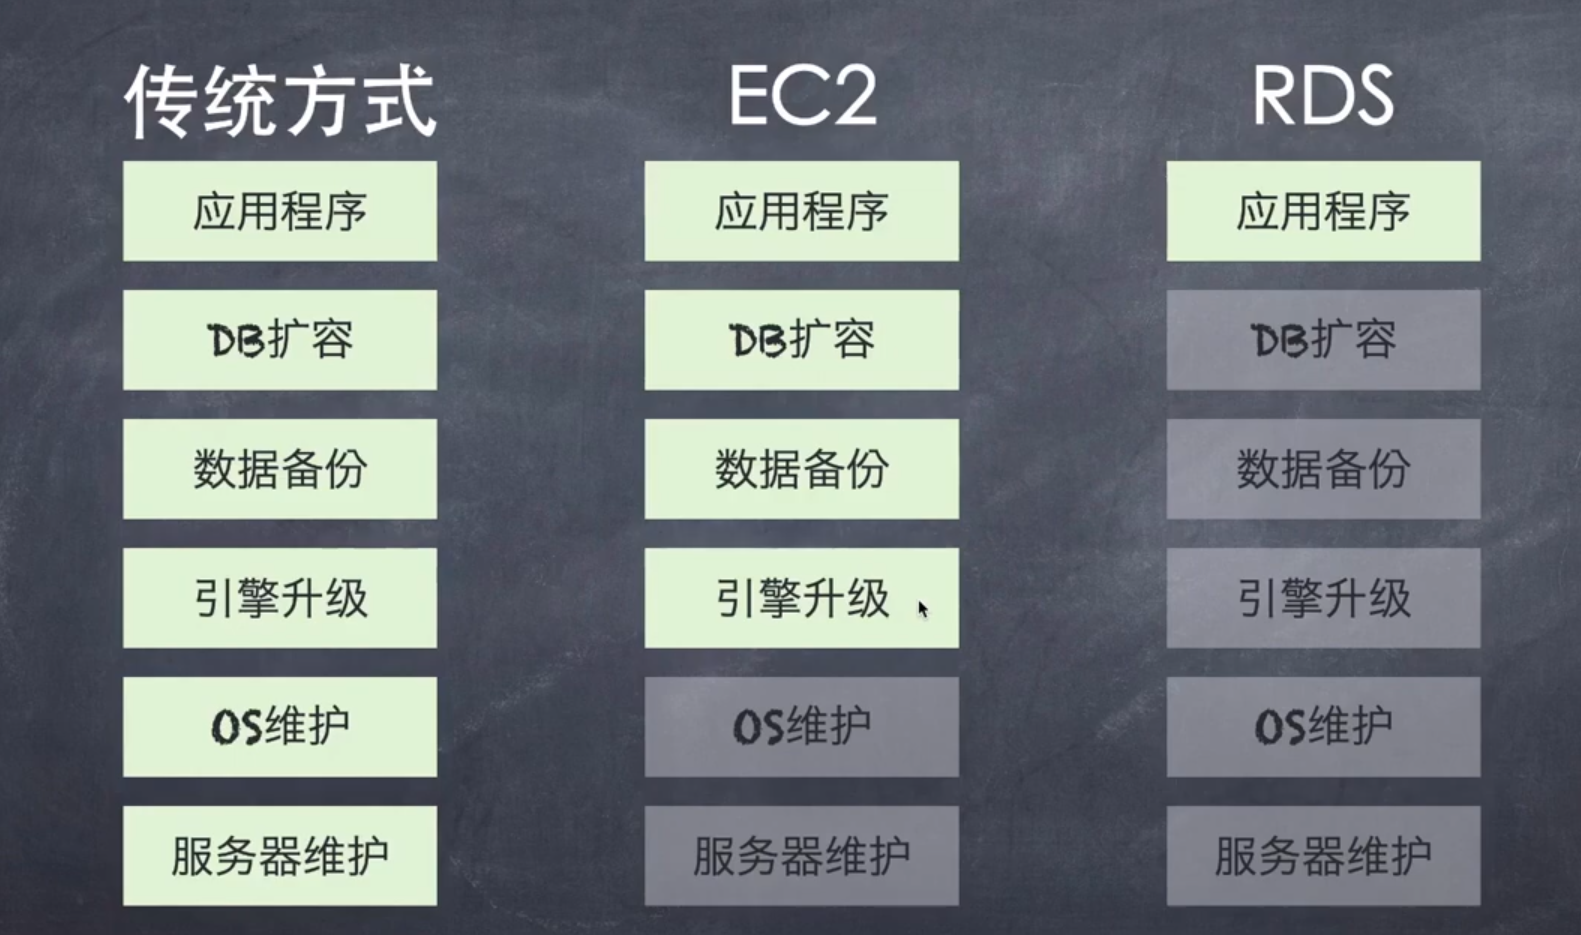 传统方式
EC2
RDS
应用程序
应用程序
应用程序
DB扩容
DB扩容
DB扩容
数据备份
数据备份
数据备份
引擎升级
引擎升级
引擎升级
OS维护
OS维护
OS维护
服务器维护
服务器维护
服务器维护